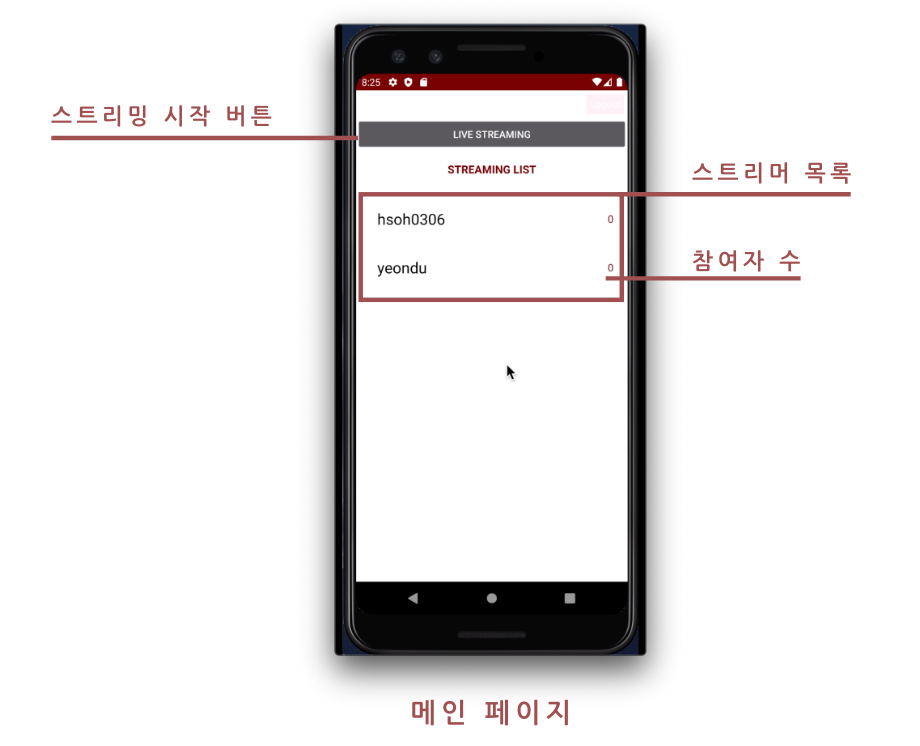 8:25
Logout
스트리밍 시작 버튼
LIVE STREAMING
STREAMING LIST
스트리머 목록
hsoh0306 0
참여자 수
yeondu 0
메인 페이지